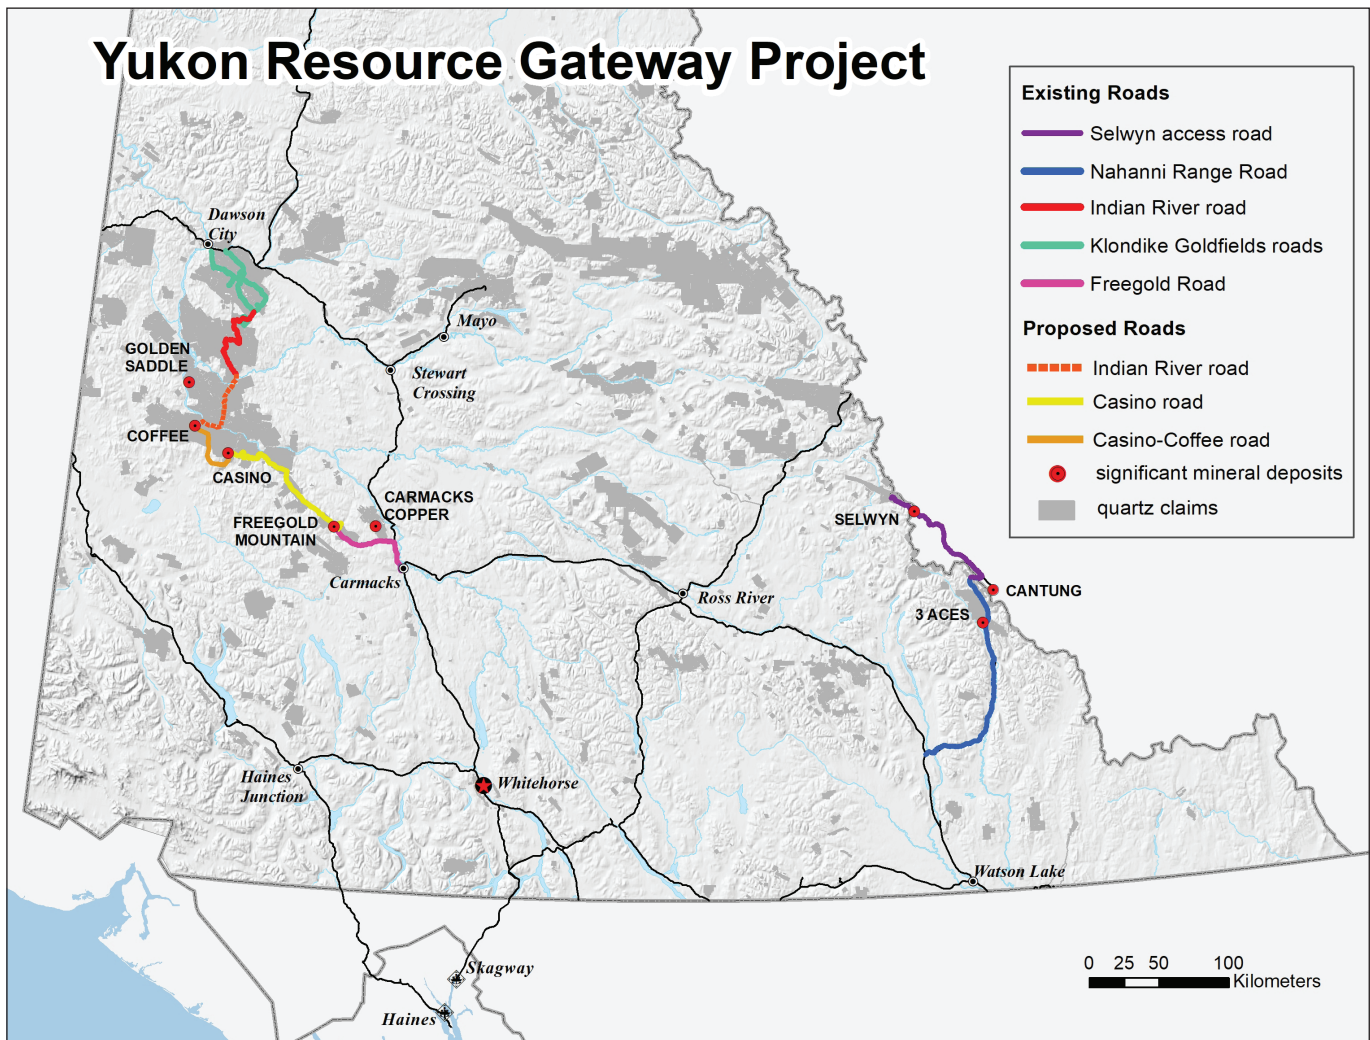 Yukon Resource Gateway Project
Existing Roads
Selwyn access road
Nahanni Range Road
Indian River road
Klondike Goldfields roads
Freegold Road
Proposed Roads
Indian River road
Casino road
Casino-Coffee road
significant mineral deposits
quartz claims
Dawson
City
Mayo
GOLDEN
SADDLE
Stewart
Crossing
COFFEE
CASINO
CARMACKS
COPPER
FREEGOLD
MOUNTAIN
SELWYN
Carmacks
Ross River
CANTUNG
3 ACES
Haines
Junction
Whitehorse
Watson Lake
Skagway
Haines
0 25 50 100
Kilometers